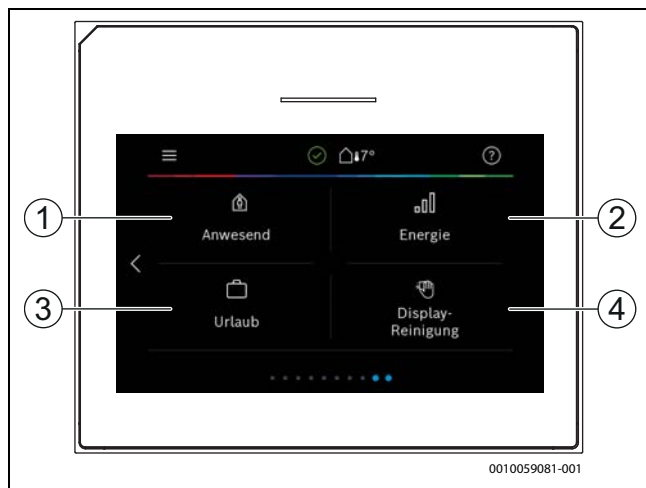 7°
?
1
Anwesend
Energie
2
3
Urlaub
Display-
Reinigung
4
0010059081-001